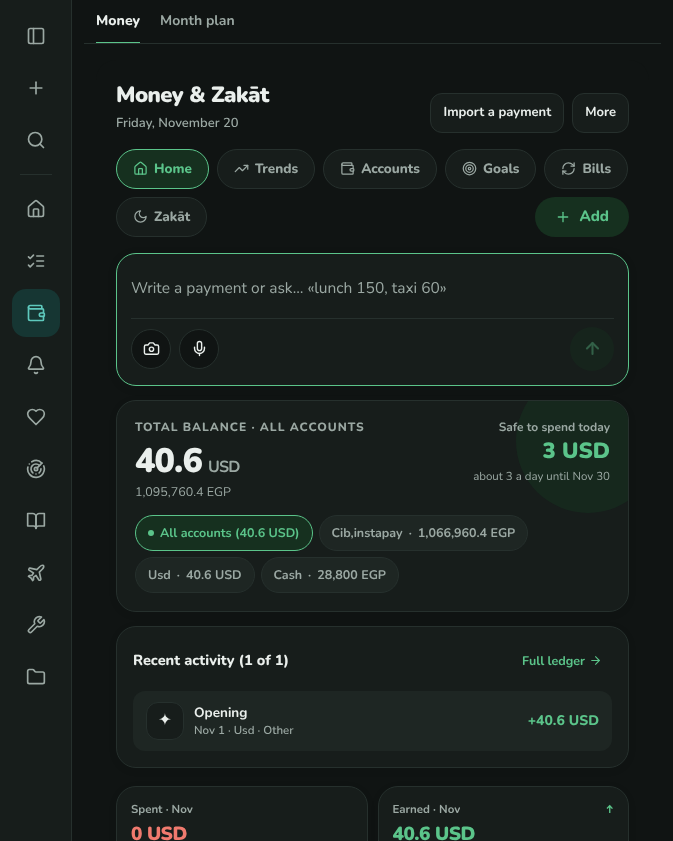 Money Month plan
Money & Zakāt
Friday, November 20
Import a payment
More
Home
Trends
Accounts
Goals
Bills
Zakāt
+ Add
Write a payment or ask... «lunch 150, taxi 60»
TOTAL BALANCE · ALL ACCOUNTS
40.6 USD
1,095,760.4 EGP
Safe to spend today
3 USD
about 3 a day until Nov 30
All accounts (40.6 USD)
Cib,instapay · 1,066,960.4 EGP
Usd · 40.6 USD
Cash · 28,800 EGP
Recent activity (1 of 1)
Full ledger →
Opening
Nov 1 · Usd · Other
+40.6 USD
Spent · Nov
0 USD
Earned · Nov ↑
40.6 USD